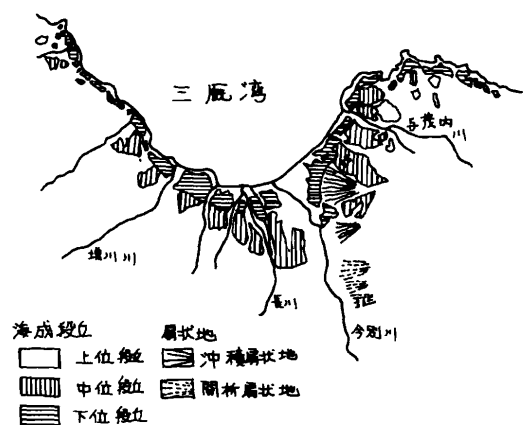 三厩湾
与茂内川
増川川
長川
今別川
海成段丘
上位段丘
中位段丘
下位段丘
扇状地
沖積扇状地
開析扇状地